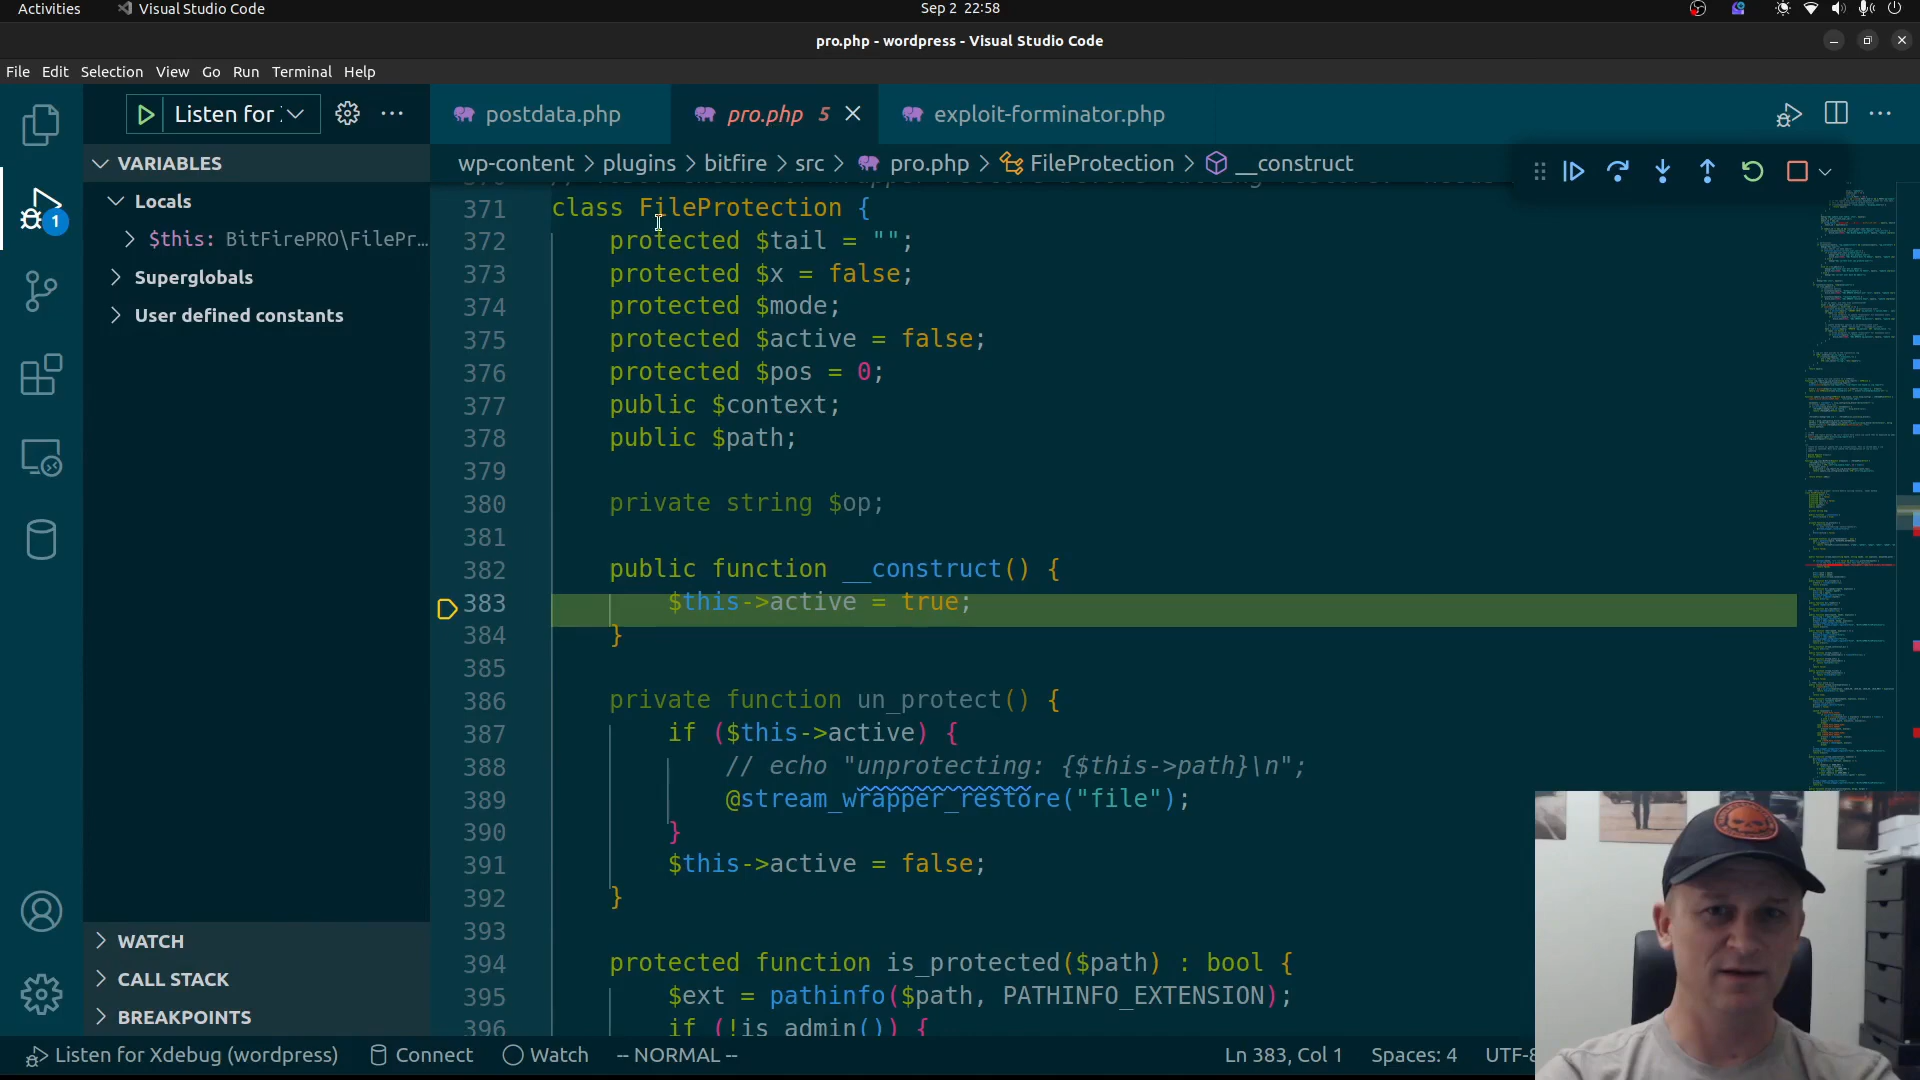 Activities
Visual Studio Code
Sep 2 22:58
pro.php - wordpress - Visual Studio Code
File Edit Selection View Go Run Terminal Help
Listen for
postdata.php
pro.php 5
exploit-forminator.php
wp-content > plugins > bitfire > src > pro.php > FileProtection > __construct
VARIABLES
Locals
$this: BitFirePRO\FilePr...
Superglobals
User defined constants
WATCH
CALL STACK
BREAKPOINTS
1
371 class FileProtection {
372 protected $tail = "";
373 protected $x = false;
374 protected $mode;
375 protected $active = false;
376 protected $pos = 0;
377 public $context;
378 public $path;
379
380 private string $op;
381
382 public function __construct() {
383 $this->active = true;
384 }
385
386 private function un_protect() {
387 if ($this->active) {
388 // echo "unprotecting: {$this->path}\n";
389 @stream_wrapper_restore("file");
390 }
391 $this->active = false;
392 }
393
394 protected function is_protected($path) : bool {
395 $ext = pathinfo($path, PATHINFO_EXTENSION);
396 if (!is_admin()) {
Listen for Xdebug (wordpress)
Connect
Watch
-- NORMAL --
Ln 383, Col 1
Spaces: 4